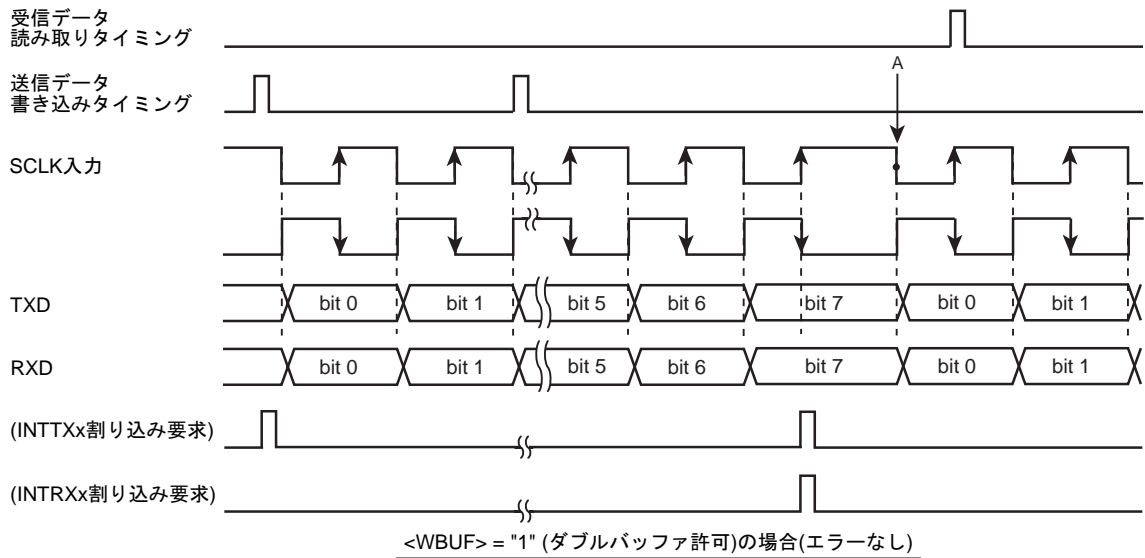 受信データ
読み取りタイミング
A
送信データ
書き込みタイミング
SCLK入力
TXD
bit 0
bit 1
bit 5
bit 6
bit 7
bit 0
bit 1
RXD
bit 0
bit 1
bit 5
bit 6
bit 7
bit 0
bit 1
(INTTXx割り込み要求)
(INTRXx割り込み要求)
<WBUF> = "1" (ダブルバッファ許可)の場合(エラーなし)